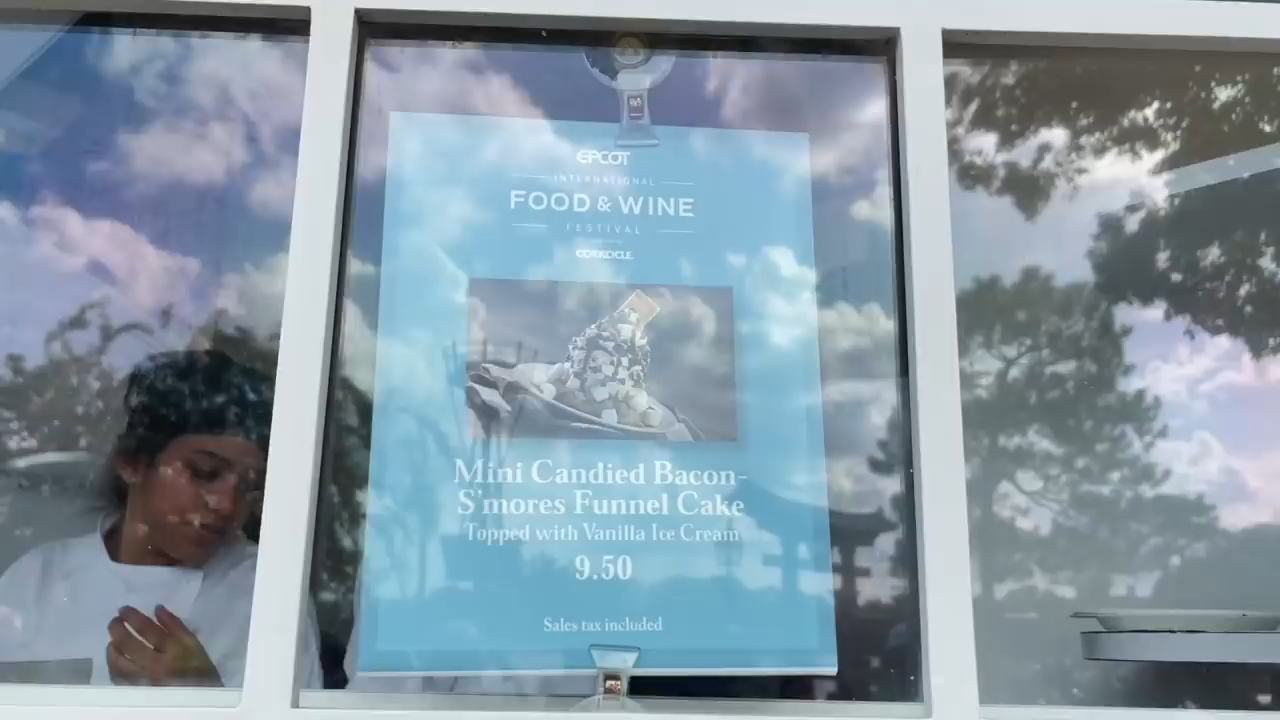 EPCOT
INTERNATIONAL
FOOD & WINE
FESTIVAL
CORKCICLE.
Mini Candied Bacon-
S'mores Funnel Cake
Topped with Vanilla Ice Cream
9.50
Sales tax included